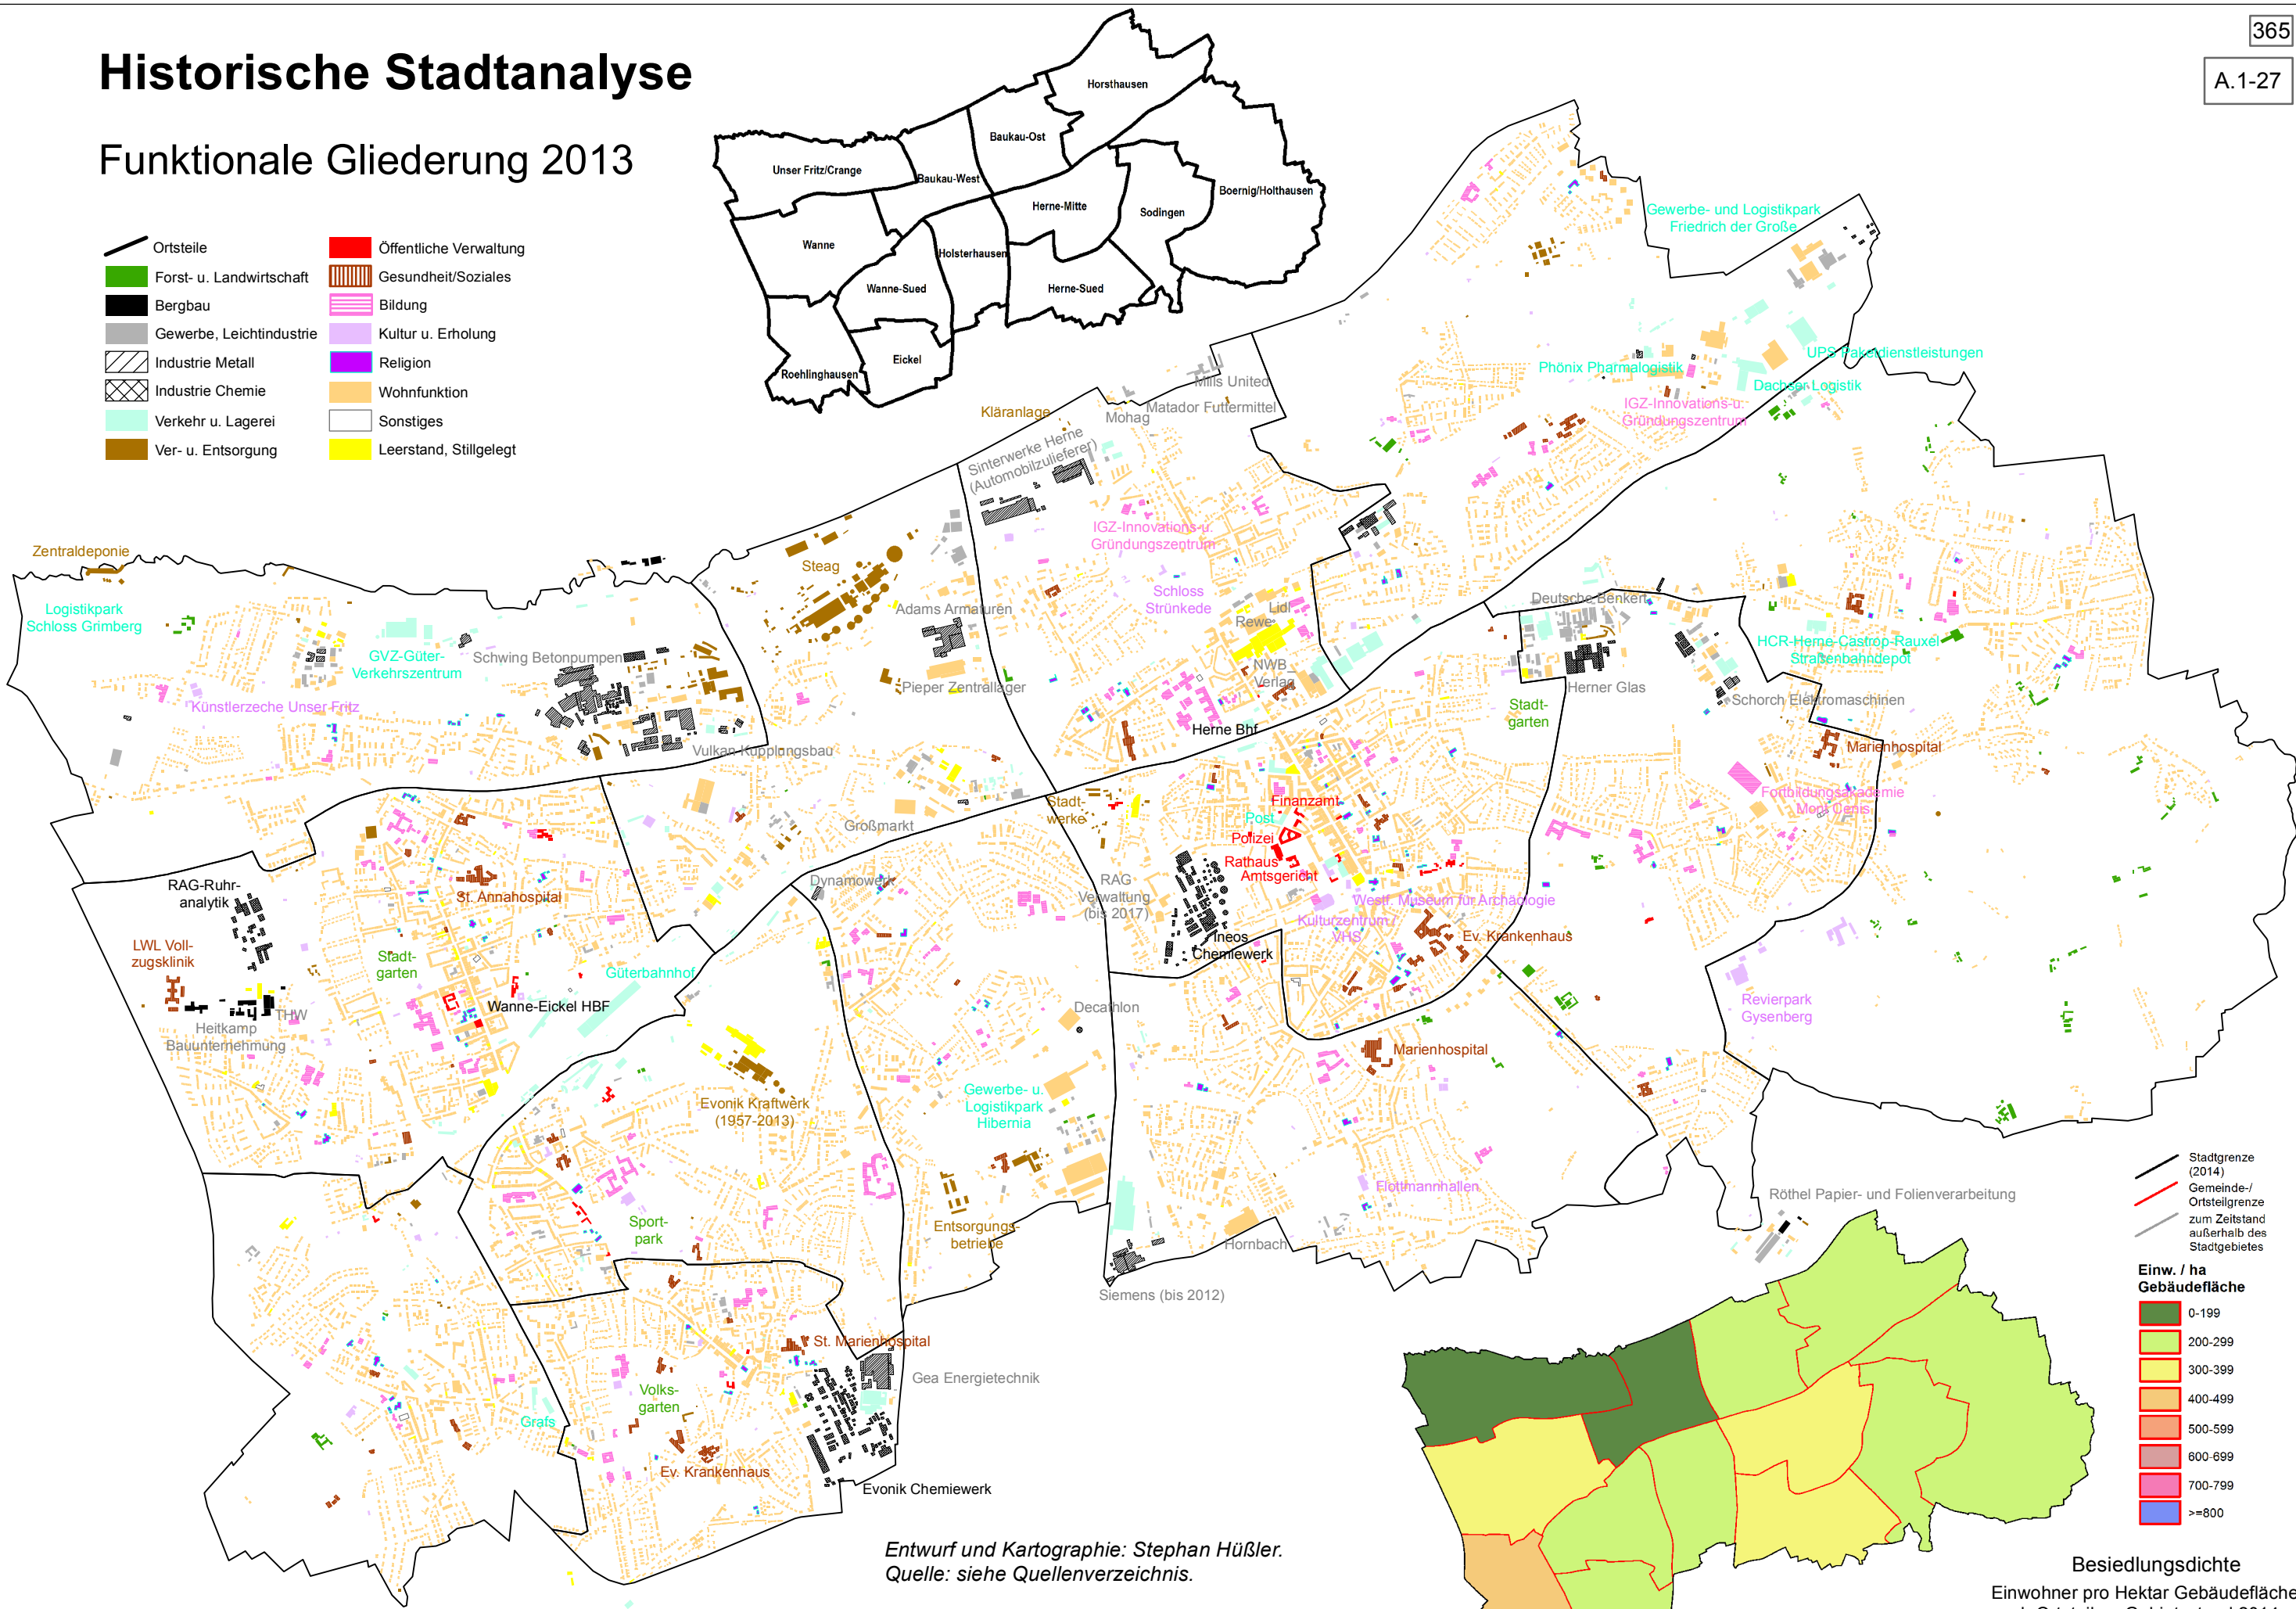 365
A.1-27
Historische Stadtanalyse
Funktionale Gliederung 2013
Ortsteile
Forst- u. Landwirtschaft
Bergbau
Gewerbe, Leichtindustrie
Industrie Metall
Industrie Chemie
Verkehr u. Lagerei
Ver- u. Entsorgung
Öffentliche Verwaltung
Gesundheit/Soziales
Bildung
Kultur u. Erholung
Religion
Wohnfunktion
Sonstiges
Leerstand, Stillgelegt
Horsthausen
Baukau-Ost
Unser Fritz/Crange
Baukau-West
Boernig/Holthausen
Herne-Mitte
Sodingen
Wanne
Holsterhausen
Wanne-Sued
Herne-Sued
Eickel
Roehlinghausen
Gewerbe- und Logistikpark
Friedrich der Große
UPS Paketdienstleistungen
Phönix Pharmalogistik
Dachser Logistik
IGZ-Innovations-u.
Gründungszentrum
Mills United
Matador Futtermittel
Mohag
Kläranlage
Sinterwerke Herne
(Automobilzulieferer)
IGZ-Innovations-u.
Gründungszentrum
Zentraldeponie
Steag
Logistikpark
Schloss Grimberg
Adams Armaturen
Schloss
Strünkede
Lidl
Rewe
Deutsche Benkert
GVZ-Güter-
Verkehrszentrum
Schwing Betonpumpen
HCR-Herne-Castrop-Rauxel
Straßenbahndepot
NWB
Verlag
Pieper Zentrallager
Herner Glas
Schorch Elektromaschinen
Künstlerzeche Unser Fritz
Stadt-
garten
Herne Bhf
Vulkan Kupplungsbau
Marienhospital
Fortbildungsakademie
Mont Cenis
Stadt-
werke
Finanzamt
Post
Polizei
Rathaus
Amtsgericht
Großmarkt
Dynamowerk
RAG
Verwaltung
(bis 2017)
RAG-Ruhr-
analytik
St. Annahospital
Westf. Museum für Archäologie
Kulturzentrum /
VHS
Ineos
Chemiewerk
Ev. Krankenhaus
LWL Voll-
zugsklinik
Stadt-
garten
Güterbahnhof
Wanne-Eickel HBF
THW
Heitkamp
Bauunternehmung
Decathlon
Revierpark
Gysenberg
Marienhospital
Evonik Kraftwerk
(1957-2013)
Gewerbe- u.
Logistikpark
Hibernia
Flottmannhallen
Röthel Papier- und Folienverarbeitung
Sport-
park
Entsorgungs-
betriebe
Hornbach
Siemens (bis 2012)
St. Marienhospital
Gea Energietechnik
Volks-
garten
Grafs
Ev. Krankenhaus
Evonik Chemiewerk
Stadtgrenze
(2014)
Gemeinde-/
Ortsteilgrenze
zum Zeitstand
außerhalb des
Stadtgebietes
Einw. / ha
Gebäudefläche
0-199
200-299
300-399
400-499
500-599
600-699
700-799
>=800
Besiedlungsdichte
Einwohner pro Hektar Gebäudefläche
Entwurf und Kartographie: Stephan Hüßler.
Quelle: siehe Quellenverzeichnis.